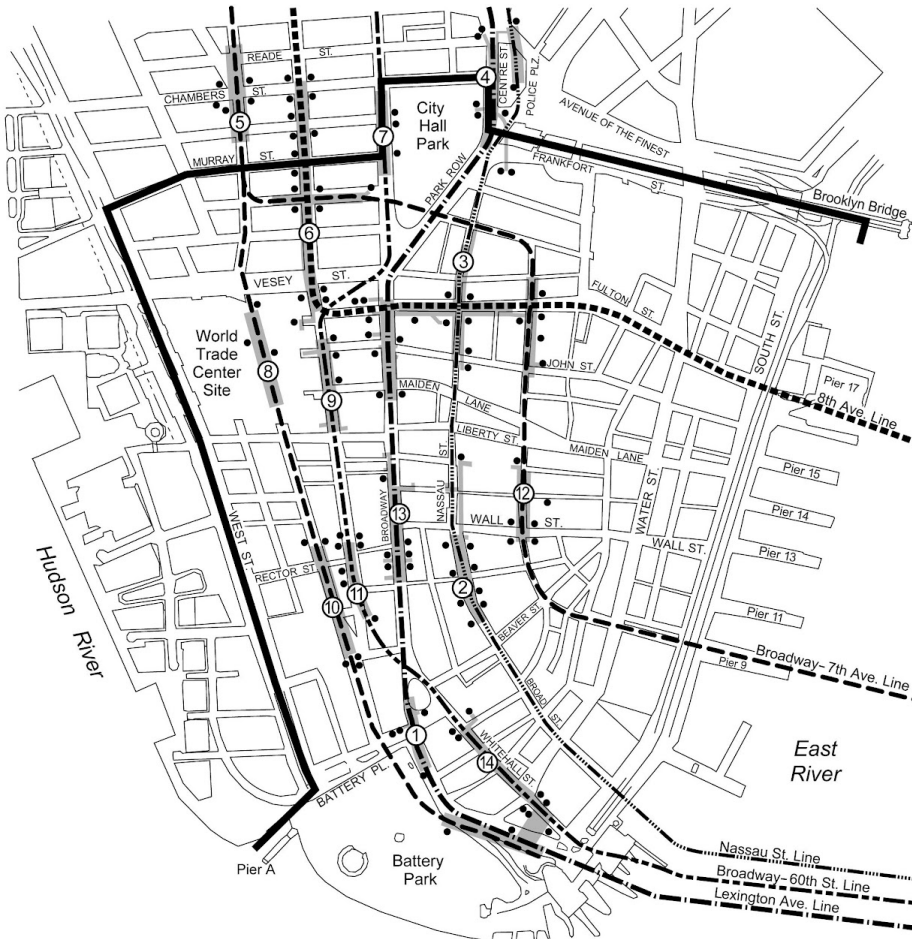 READE ST.
CHAMBERS ST.
CENTRE ST.
POLICE PLZ.
4
5
City
Hall
Park
7
AVENUE OF THE FINEST
MURRAY ST.
PARK ROW
FRANKFORT ST.
Brooklyn Bridge
6
3
VESEY ST.
FULTON ST.
SOUTH ST.
World
Trade
Center
Site
8
JOHN ST.
Pier 17
8th Ave. Line
9
MAIDEN LANE
LIBERTY ST.
MAIDEN LANE
Pier 15
NASSAU ST.
12
WATER ST.
Pier 14
BROADWAY
13
WALL ST.
WALL ST.
Pier 13
WEST ST.
Hudson River
RECTOR ST.
10
11
2
BEAVER ST.
Pier 11
Broadway–7th Ave. Line
Pier 9
BROAD ST.
1
WHITEHALL ST.
14
East
River
BATTERY PL.
Pier A
Battery
Park
Nassau St. Line
Broadway–60th St. Line
Lexington Ave. Line